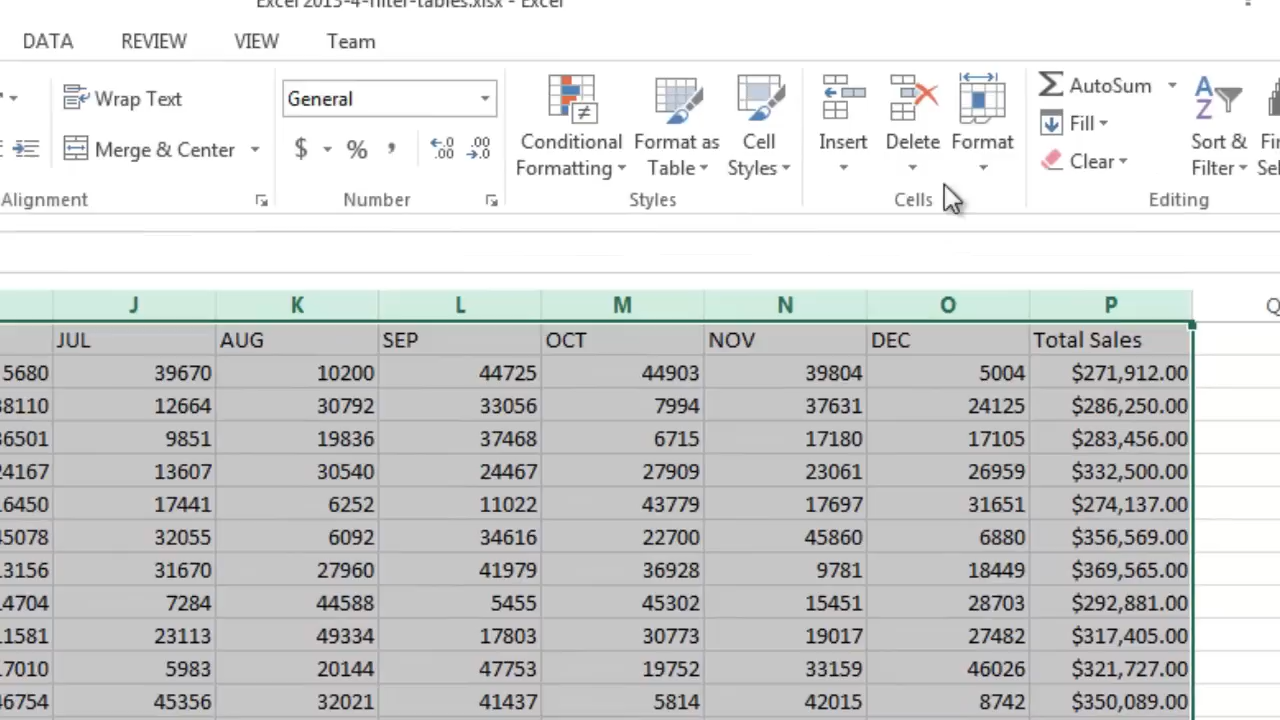 Excel 2013-4-filter-tables.xlsx - Excel
DATA REVIEW VIEW Team
Wrap Text
General
AutoSum
Merge & Center
$ % , .00 .00
Conditional Formatting
Format as Table
Cell Styles
Insert
Delete
Format
Fill
Clear
Sort & Filter
Alignment Number Styles Cells Editing
J K L M N O P Q
JUL AUG SEP OCT NOV DEC Total Sales
5680 39670 10200 44725 44903 39804 5004 $271,912.00
38110 12664 30792 33056 7994 37631 24125 $286,250.00
36501 9851 19836 37468 6715 17180 17105 $283,456.00
24167 13607 30540 24467 27909 23061 26959 $332,500.00
16450 17441 6252 11022 43779 17697 31651 $274,137.00
45078 32055 6092 34616 22700 45860 6880 $356,569.00
13156 31670 27960 41979 36928 9781 18449 $369,565.00
14704 7284 44588 5455 45302 15451 28703 $292,881.00
11581 23113 49334 17803 30773 19017 27482 $317,405.00
17010 5983 20144 47753 19752 33159 46026 $321,727.00
46754 45356 32021 41437 5814 42015 8742 $350,089.00